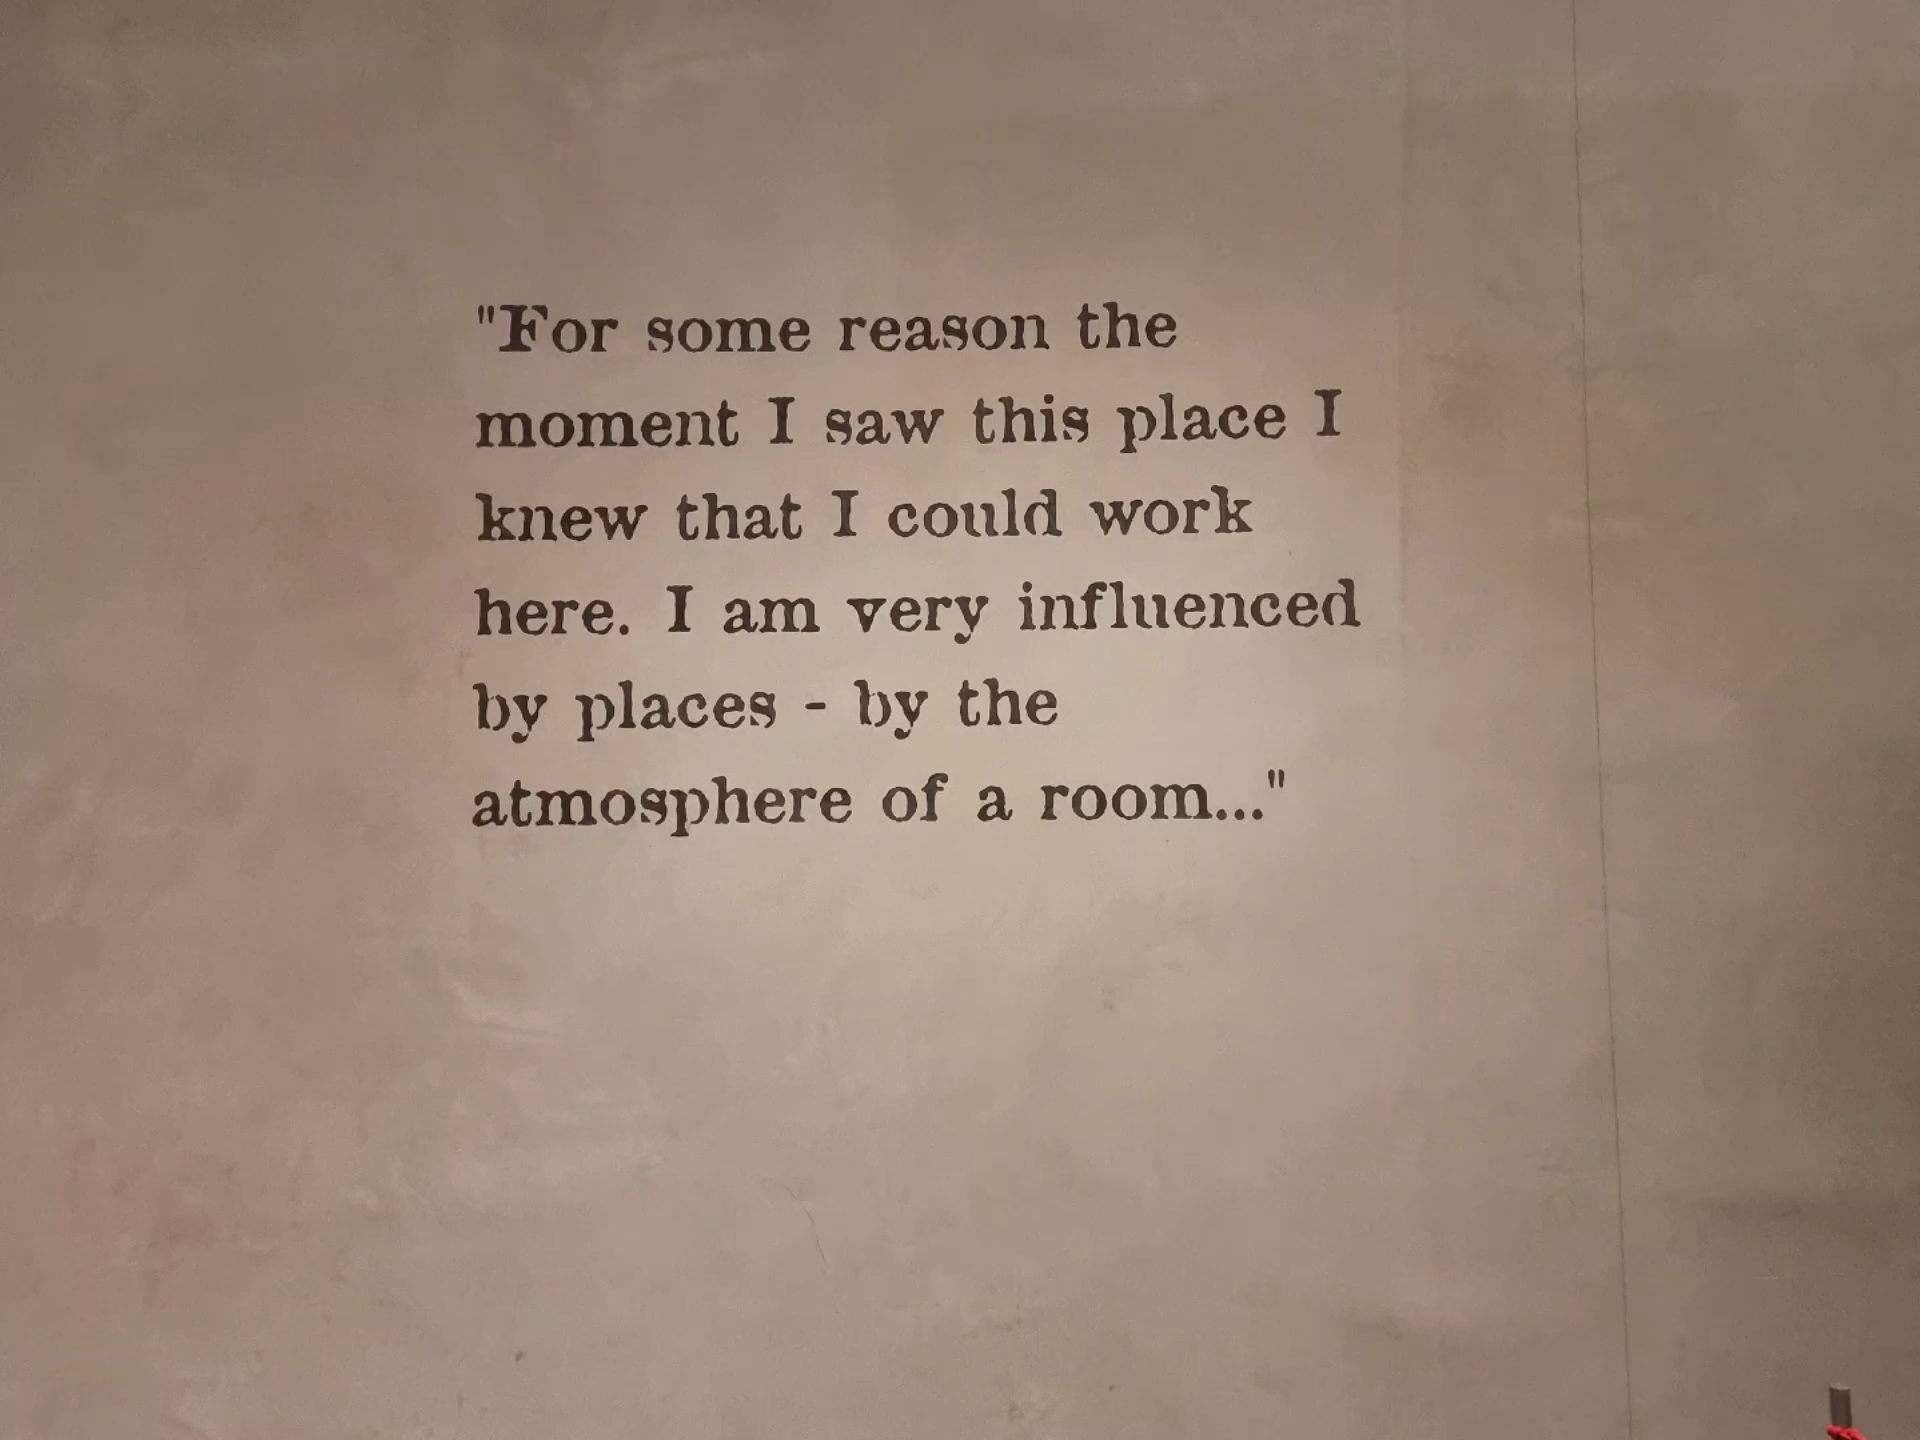 "For some reason the
moment I saw this place I
knew that I could work
here. I am very influenced
by places - by the
atmosphere of a room..."